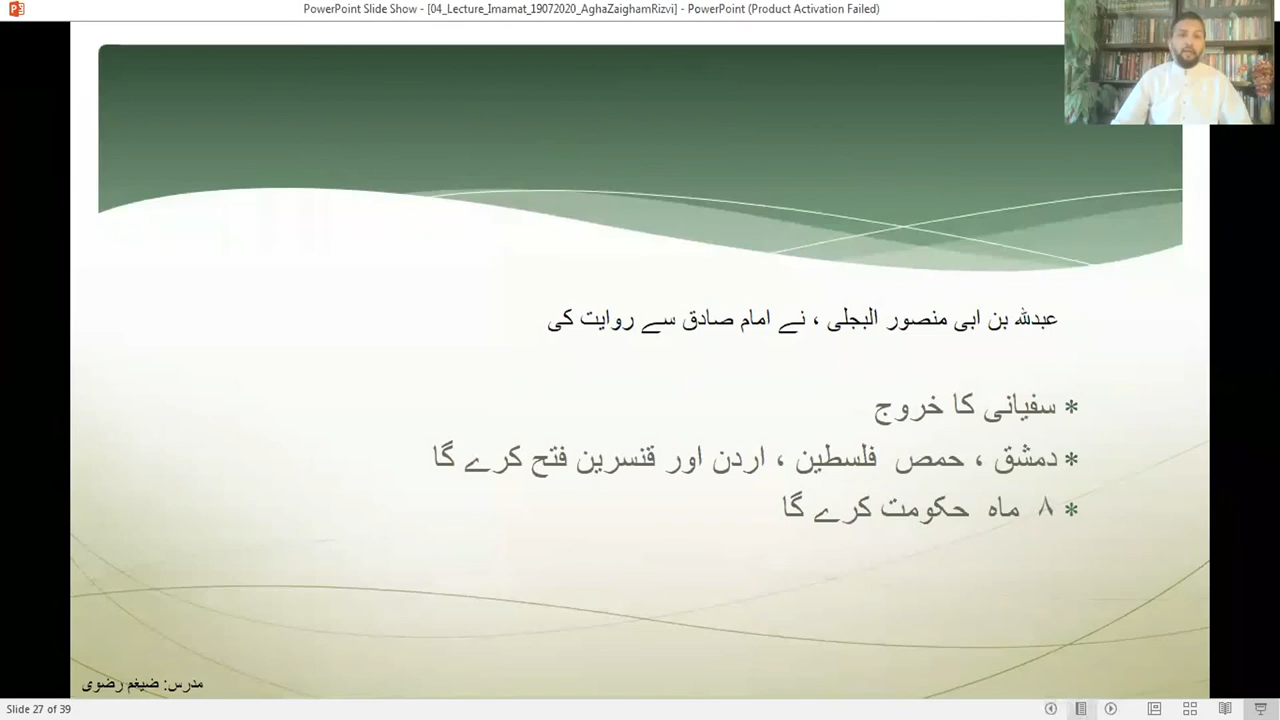 PowerPoint Slide Show - [04_Lecture_Imamat_19072020_AghaZaighamRizvi] - PowerPoint (Product Activation Failed)
عبدللہ بن ابی منصور البجلی ، نے امام صادق سے روایت کی
* سفیانی کا خروج
* دمشق ، حمص فلسطین ، اردن اور قنسرین فتح کرے گا
* ۸ ماہ حکومت کرے گا
مدرس: ضیغم رضوی
Slide 27 of 39